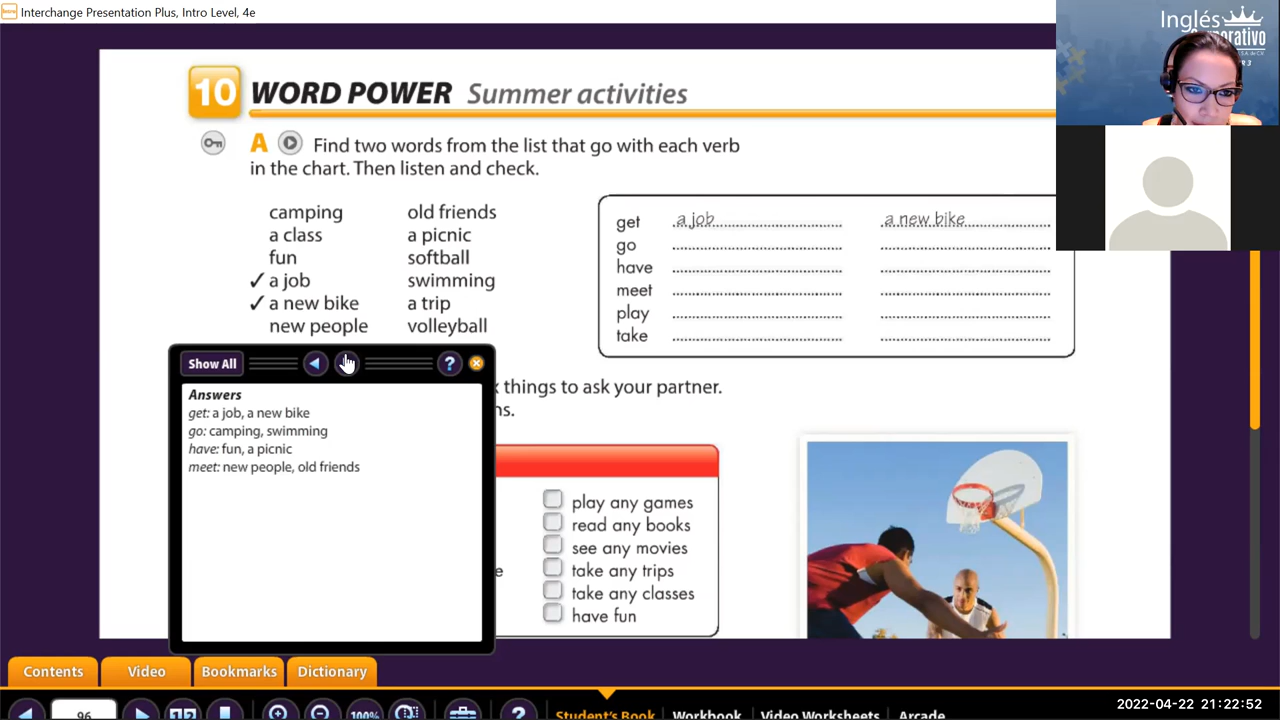 Interchange Presentation Plus, Intro Level, 4e
Inglés
10 WORD POWER Summer activities
A Find two words from the list that go with each verb
in the chart. Then listen and check.
camping
a class
fun
✓ a job
✓ a new bike
new people
old friends
a picnic
softball
swimming
a trip
volleyball
get a job a new bike
go
have
meet
play
take
Show All
?
Answers
get: a job, a new bike
go: camping, swimming
have: fun, a picnic
meet: new people, old friends
things to ask your partner.
play any games
read any books
see any movies
take any trips
take any classes
have fun
Contents Video Bookmarks Dictionary
96
100%
?
Student's Book Workbook Video Worksheets Arcade
2022-04-22 21:22:52